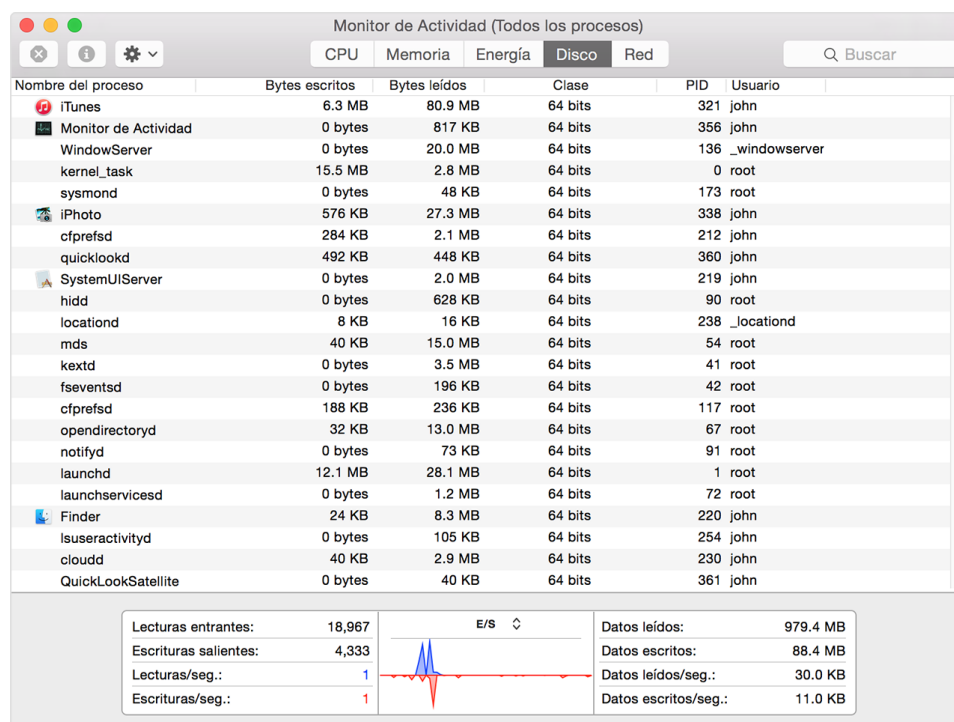 Monitor de Actividad (Todos los procesos)
CPU Memoria Energía Disco Red Buscar
Nombre del proceso Bytes escritos Bytes leídos Clase PID Usuario
iTunes 6.3 MB 80.9 MB 64 bits 321 john
Monitor de Actividad 0 bytes 817 KB 64 bits 356 john
WindowServer 0 bytes 20.0 MB 64 bits 136 _windowserver
kernel_task 15.5 MB 2.8 MB 64 bits 0 root
sysmond 0 bytes 48 KB 64 bits 173 root
iPhoto 576 KB 27.3 MB 64 bits 338 john
cfprefsd 284 KB 2.1 MB 64 bits 212 john
quicklookd 492 KB 448 KB 64 bits 360 john
SystemUIServer 0 bytes 2.0 MB 64 bits 219 john
hidd 0 bytes 628 KB 64 bits 90 root
locationd 8 KB 16 KB 64 bits 238 _locationd
mds 40 KB 15.0 MB 64 bits 54 root
kextd 0 bytes 3.5 MB 64 bits 41 root
fseventsd 0 bytes 196 KB 64 bits 42 root
cfprefsd 188 KB 236 KB 64 bits 117 root
opendirectoryd 32 KB 13.0 MB 64 bits 67 root
notifyd 0 bytes 73 KB 64 bits 91 root
launchd 12.1 MB 28.1 MB 64 bits 1 root
launchservicesd 0 bytes 1.2 MB 64 bits 72 root
Finder 24 KB 8.3 MB 64 bits 220 john
lsuseractivityd 0 bytes 105 KB 64 bits 254 john
cloudd 40 KB 2.9 MB 64 bits 230 john
QuickLookSatellite 0 bytes 40 KB 64 bits 361 john
Lecturas entrantes: 18,967 E/S Datos leídos: 979.4 MB
Escrituras salientes: 4,333 Datos escritos: 88.4 MB
Lecturas/seg.: 1 Datos leídos/seg.: 30.0 KB
Escrituras/seg.: 1 Datos escritos/seg.: 11.0 KB